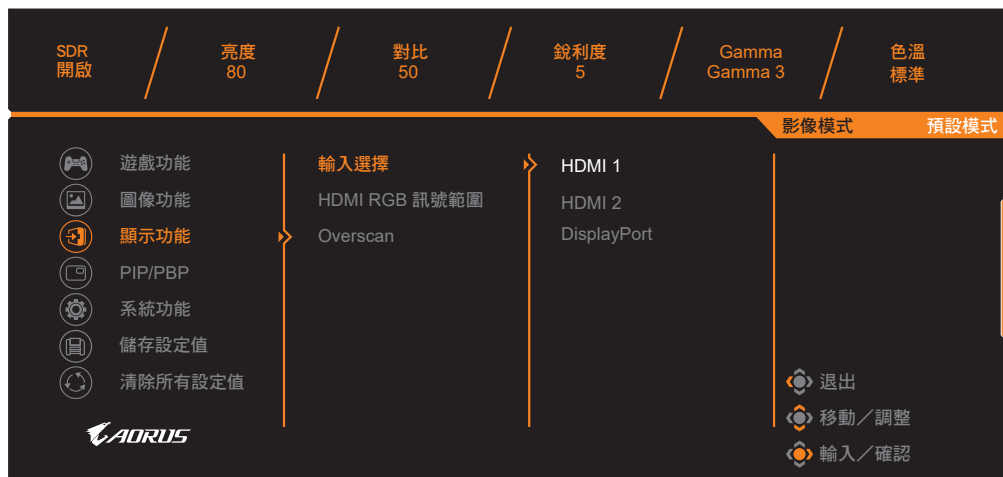 SDR
開啟
亮度
80
對比
50
銳利度
5
Gamma
Gamma 3
色溫
標準
影像模式 預設模式
遊戲功能
圖像功能
顯示功能
PIP/PBP
系統功能
儲存設定值
清除所有設定值
輸入選擇
HDMI RGB 訊號範圍
Overscan
HDMI 1
HDMI 2
DisplayPort
AORUS
退出
移動／調整
輸入／確認